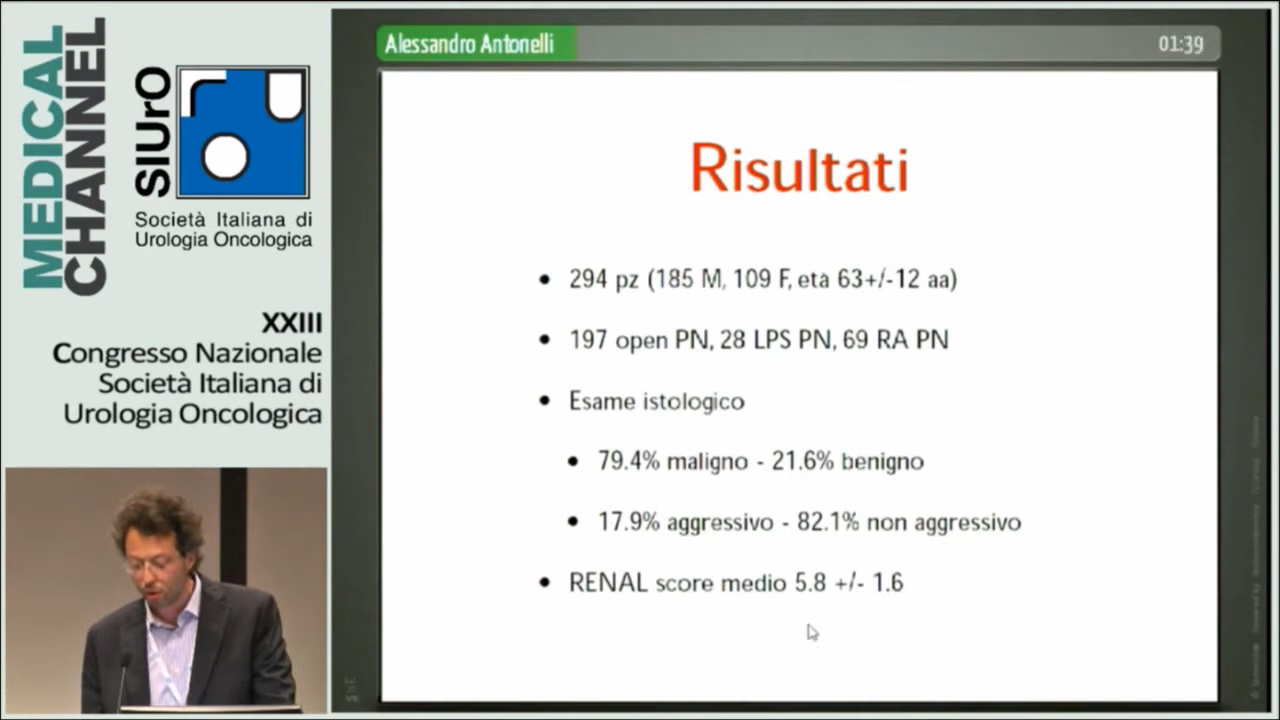 MEDICAL
CHANNEL
SIUrO
Società Italiana di
Urologia Oncologica
XXIII
Congresso Nazionale
Società Italiana di
Urologia Oncologica
Alessandro Antonelli
01:39
Risultati
• 294 pz (185 M, 109 F, età 63+/-12 aa)
• 197 open PN, 28 LPS PN, 69 RA PN
• Esame istologico
• 79.4% maligno - 21.6% benigno
• 17.9% aggressivo - 82.1% non aggressivo
• RENAL score medio 5.8 +/- 1.6